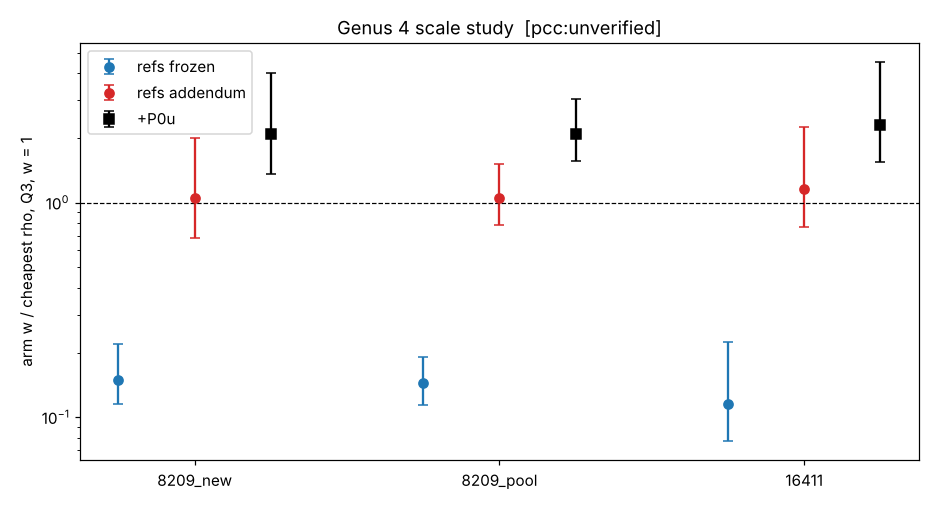 Genus 4 scale study  [pcc:unverified]
refs frozen
refs addendum
+P0u
arm w / cheapest rho, Q3, w = 1
10⁰
10⁻¹
8209_new
8209_pool
16411